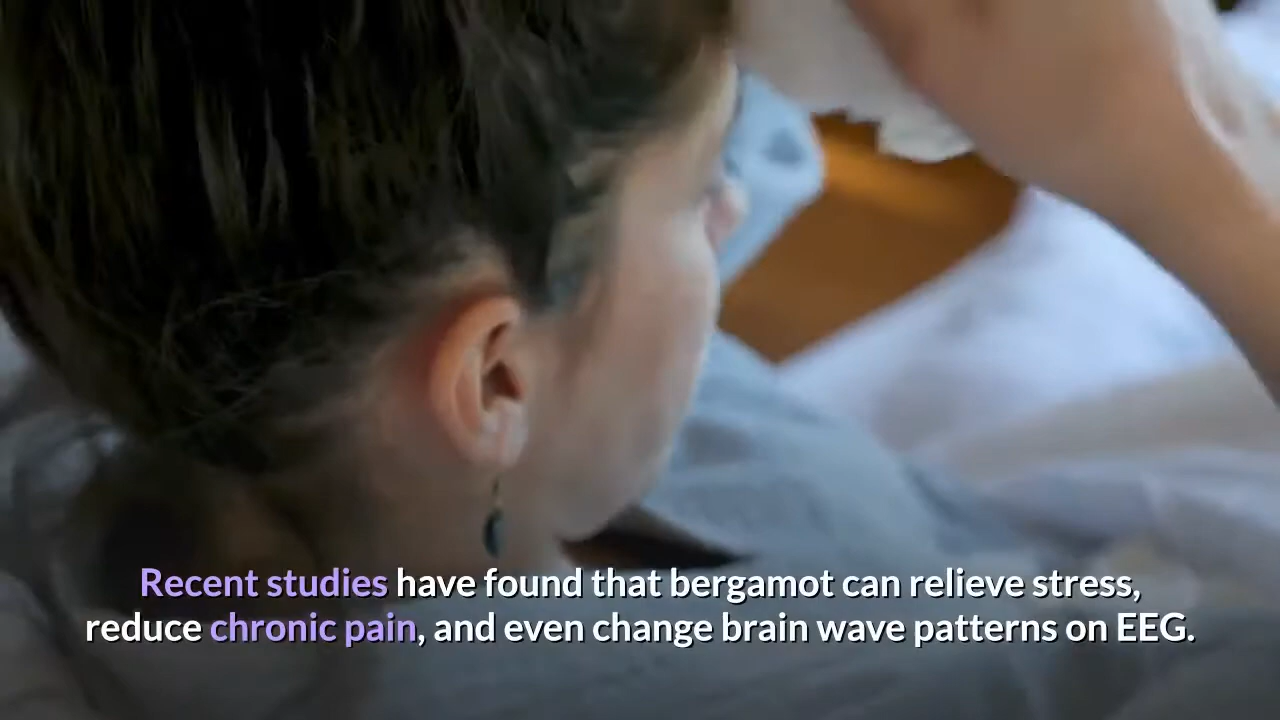 Recent studies have found that bergamot can relieve stress,
reduce chronic pain, and even change brain wave patterns on EEG.